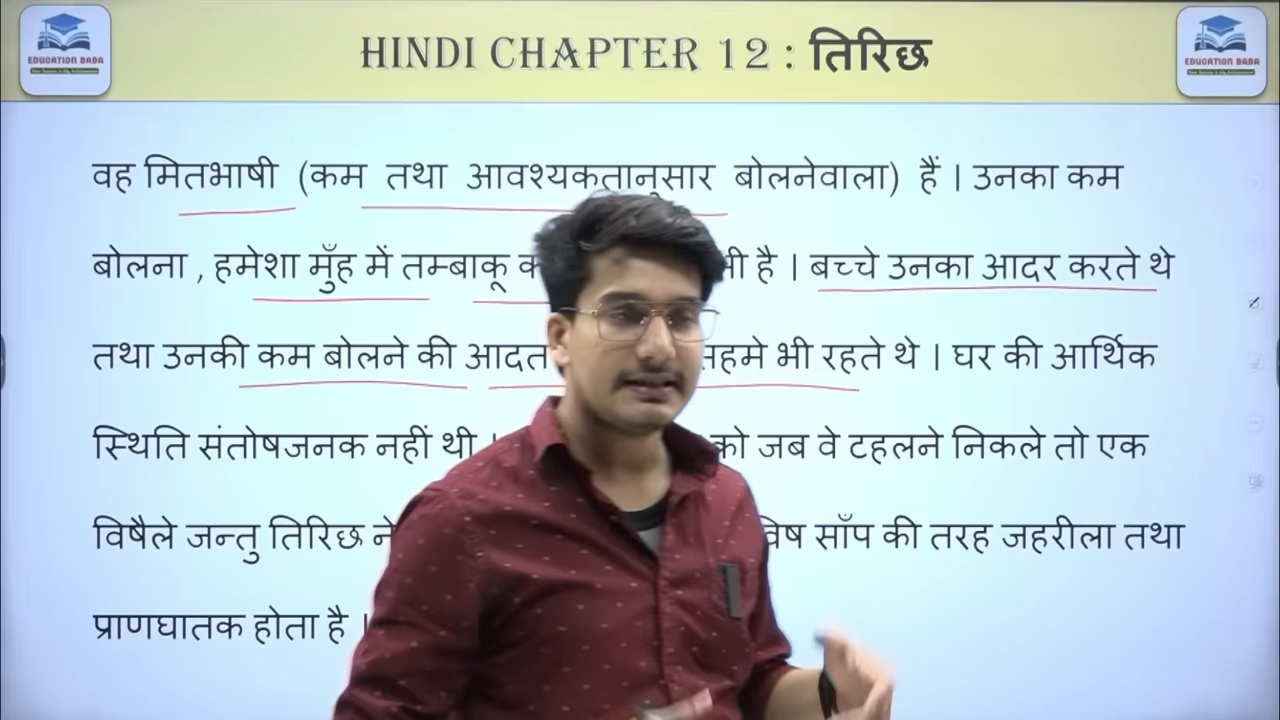 EDUCATION BABA
HINDI CHAPTER 12 : तिरिछ
EDUCATION BABA
वह मितभाषी (कम तथा आवश्यकतानुसार बोलनेवाला) हैं । उनका कम
बोलना , हमेशा मुँह में तम्बाकू है । बच्चे उनका आदर करते थे
तथा उनकी कम बोलने की आदत सहमे भी रहते थे । घर की आर्थिक
स्थिति संतोषजनक नहीं थी । को जब वे टहलने निकले तो एक
विषैले जन्तु तिरिछ ने विष साँप की तरह जहरीला तथा
प्राणघातक होता है ।